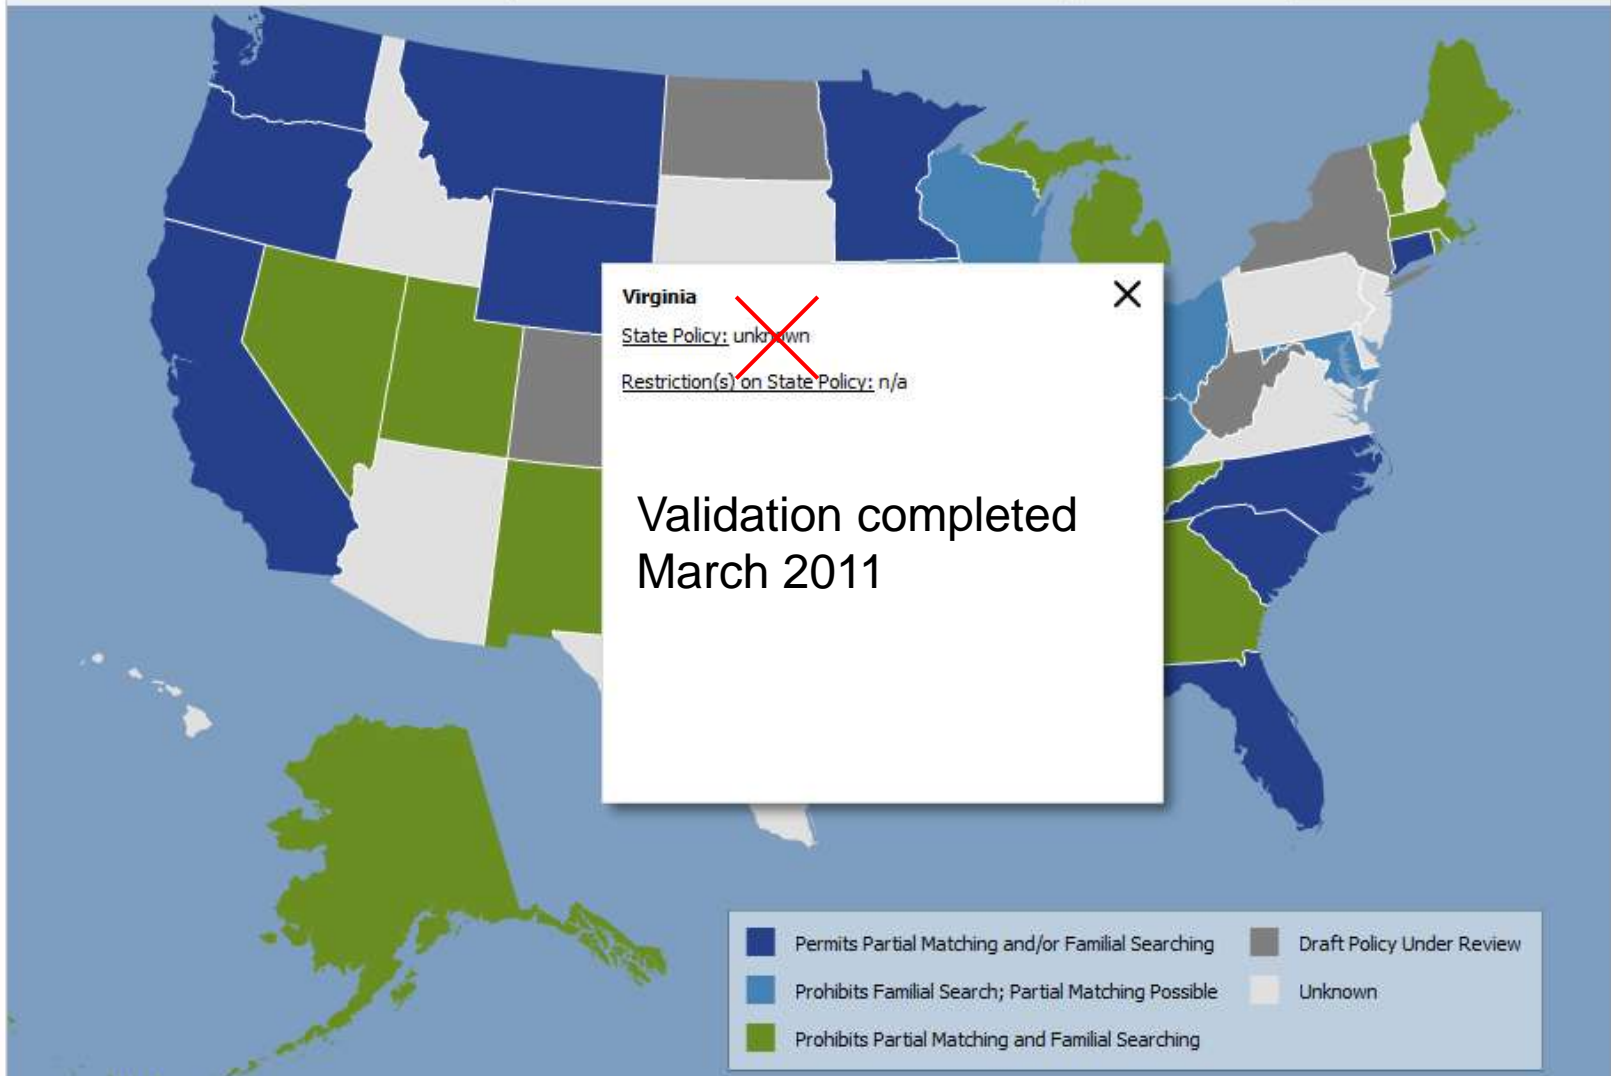 Virginia
State Policy: unknown
Restriction(s) on State Policy: n/a
Validation completed
March 2011
Permits Partial Matching and/or Familial Searching
Prohibits Familial Search; Partial Matching Possible
Prohibits Partial Matching and Familial Searching
Draft Policy Under Review
Unknown